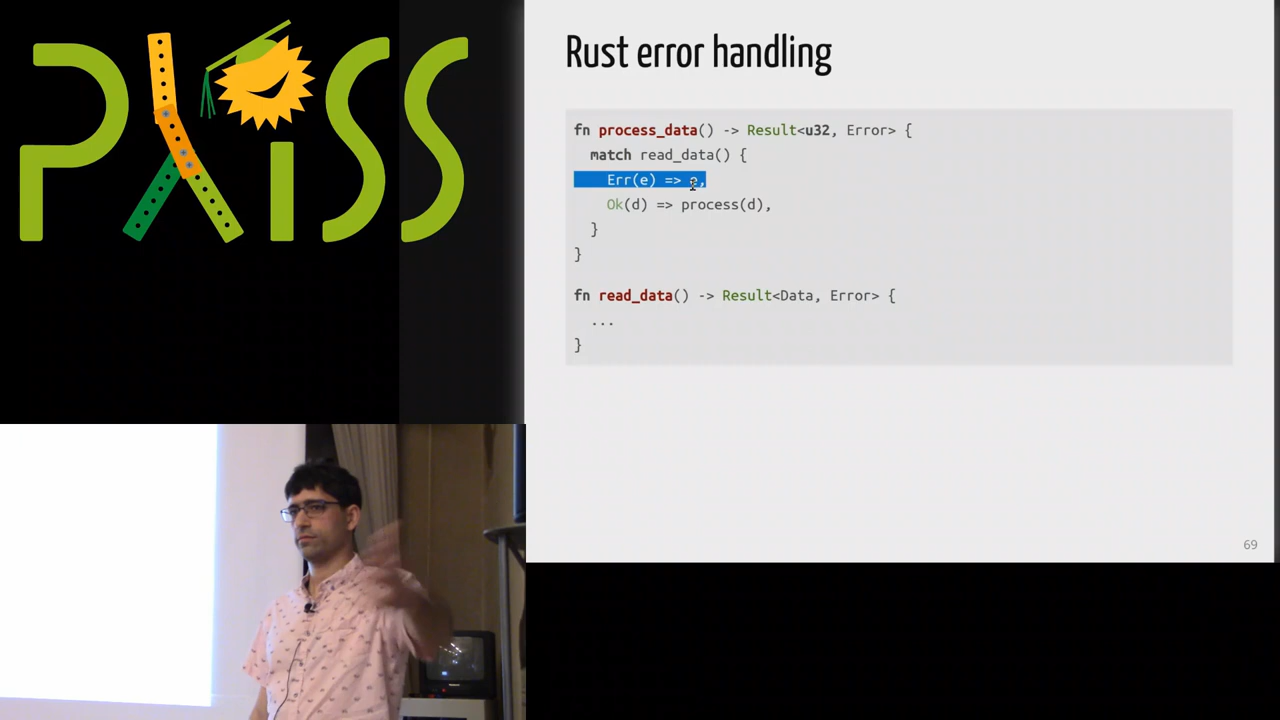 PLISS
Rust error handling
fn process_data() -> Result<u32, Error> {
match read_data() {
Err(e) => e,
Ok(d) => process(d),
}
}
fn read_data() -> Result<Data, Error> {
...
}
69